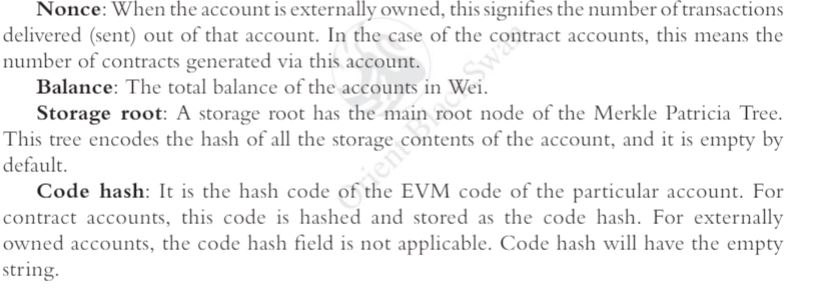 Nonce: When the account is externally owned, this signifies the number of transactions
delivered (sent) out of that account. In the case of the contract accounts, this means the
number of contracts generated via this account.
Balance: The total balance of the accounts in Wei.
Storage root: A storage root has the main root node of the Merkle Patricia Tree.
This tree encodes the hash of all the storage contents of the account, and it is empty by
default.
Code hash: It is the hash code of the EVM code of the particular account. For
contract accounts, this code is hashed and stored as the code hash. For externally
owned accounts, the code hash field is not applicable. Code hash will have the empty
string.
Orient Black Swan